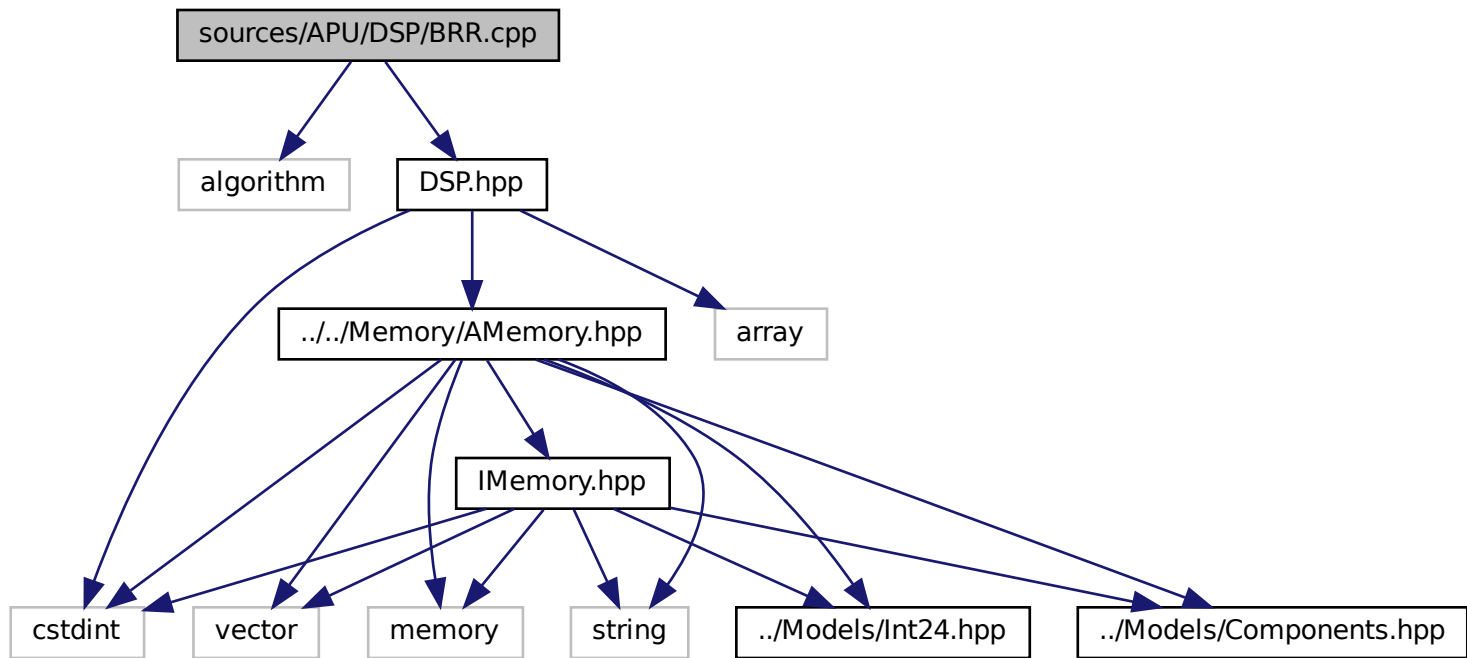 sources/APU/DSP/BRR.cpp
algorithm
DSP.hpp
../../Memory/AMemory.hpp
array
IMemory.hpp
cstdint
vector
memory
string
../Models/Int24.hpp
../Models/Components.hpp